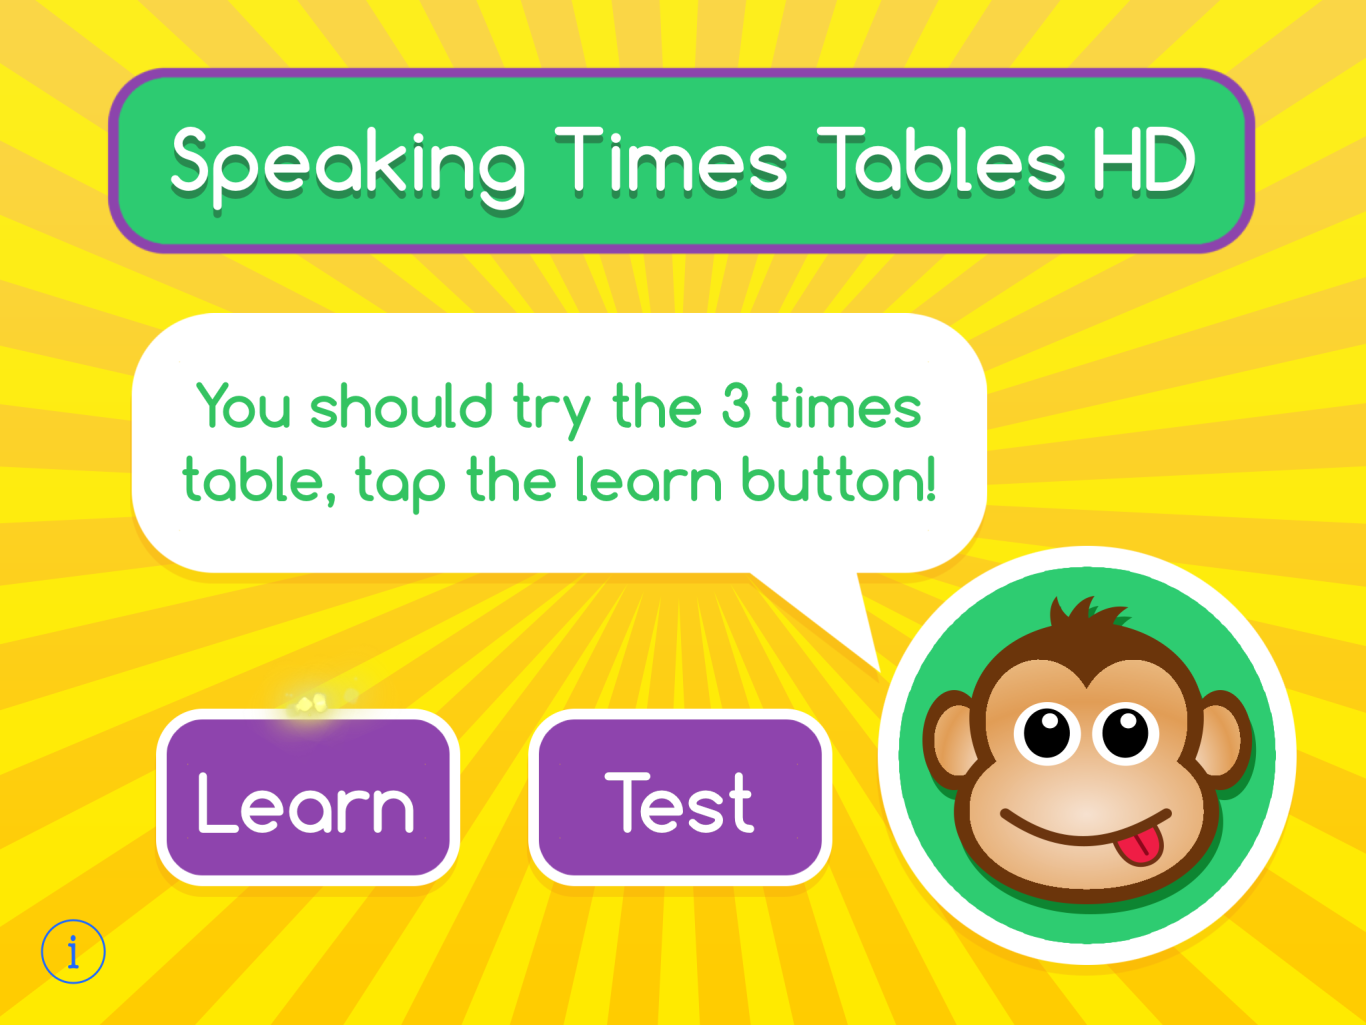 Speaking Times Tables HD
You should try the 3 times
table, tap the learn button!
Learn
Test
i